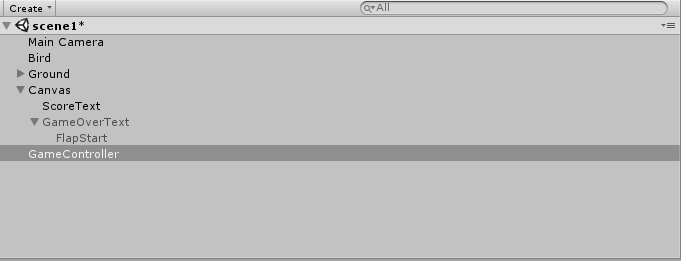 Create
All
scene1*
Main Camera
Bird
Ground
Canvas
ScoreText
GameOverText
FlapStart
GameController